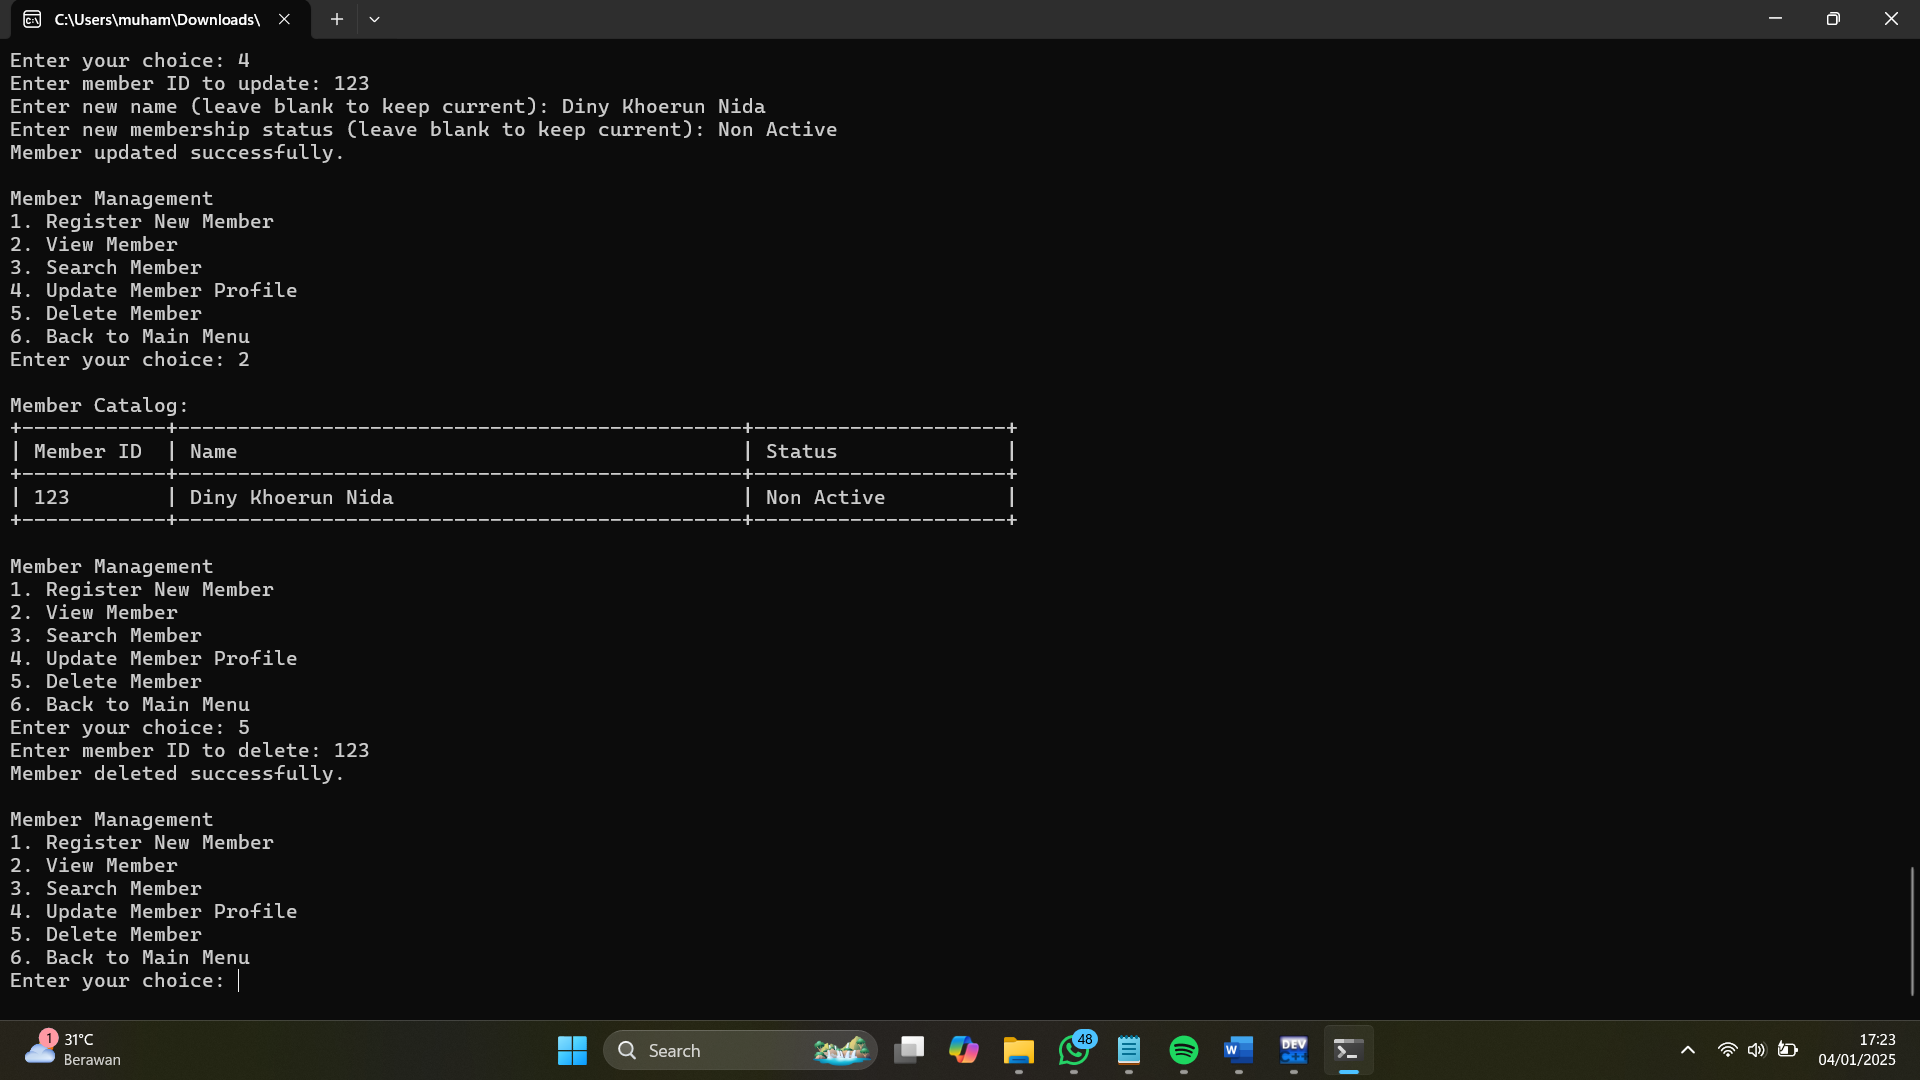 C:\Users\muham\Downloads\
Enter your choice: 4
Enter member ID to update: 123
Enter new name (leave blank to keep current): Diny Khoerun Nida
Enter new membership status (leave blank to keep current): Non Active
Member updated successfully.
Member Management
1. Register New Member
2. View Member
3. Search Member
4. Update Member Profile
5. Delete Member
6. Back to Main Menu
Enter your choice: 2
Member Catalog:
+------------+-----------------------------------------------+---------------------+
| Member ID  | Name                                          | Status              |
+------------+-----------------------------------------------+---------------------+
| 123        | Diny Khoerun Nida                             | Non Active          |
+------------+-----------------------------------------------+---------------------+
Member Management
1. Register New Member
2. View Member
3. Search Member
4. Update Member Profile
5. Delete Member
6. Back to Main Menu
Enter your choice: 5
Enter member ID to delete: 123
Member deleted successfully.
Member Management
1. Register New Member
2. View Member
3. Search Member
4. Update Member Profile
5. Delete Member
6. Back to Main Menu
Enter your choice:
1
31°C
Berawan
Search
48
W
DEV
17:23
04/01/2025